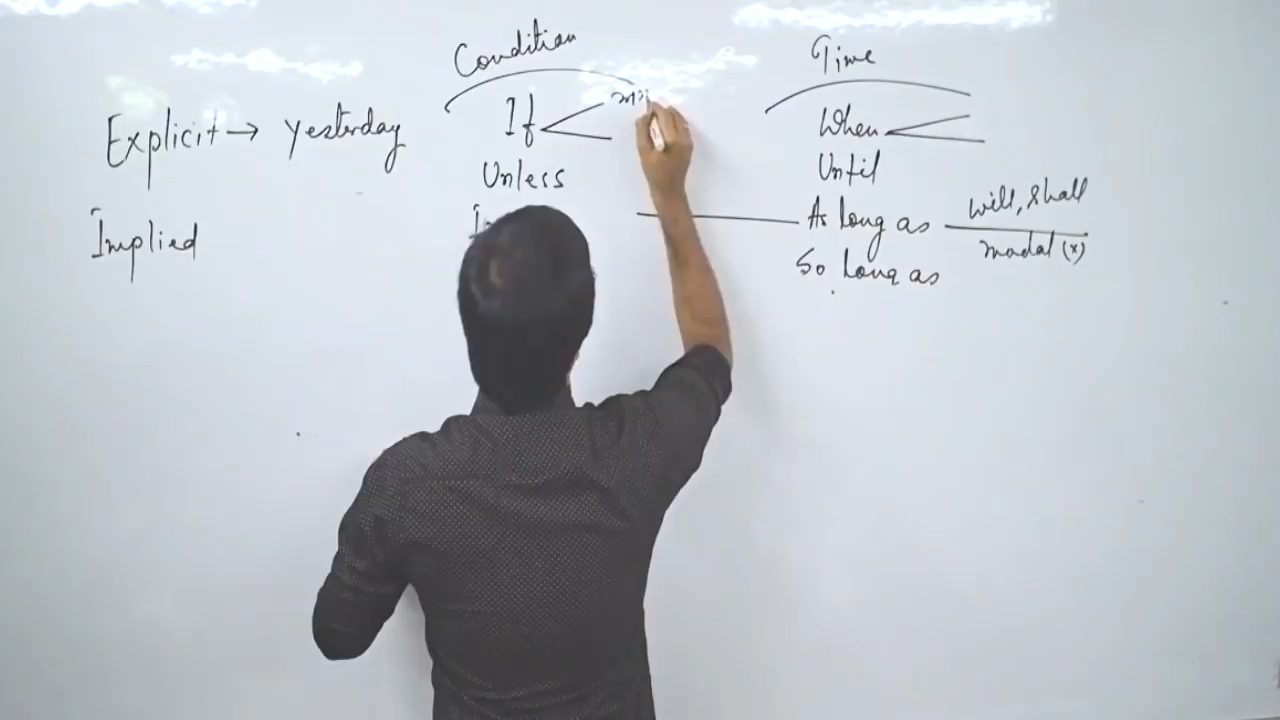 Condition
Time
Explicit → yesterday
If
When
Unless
Until
Implied
As long as
will, shall
modal (x)
So long as